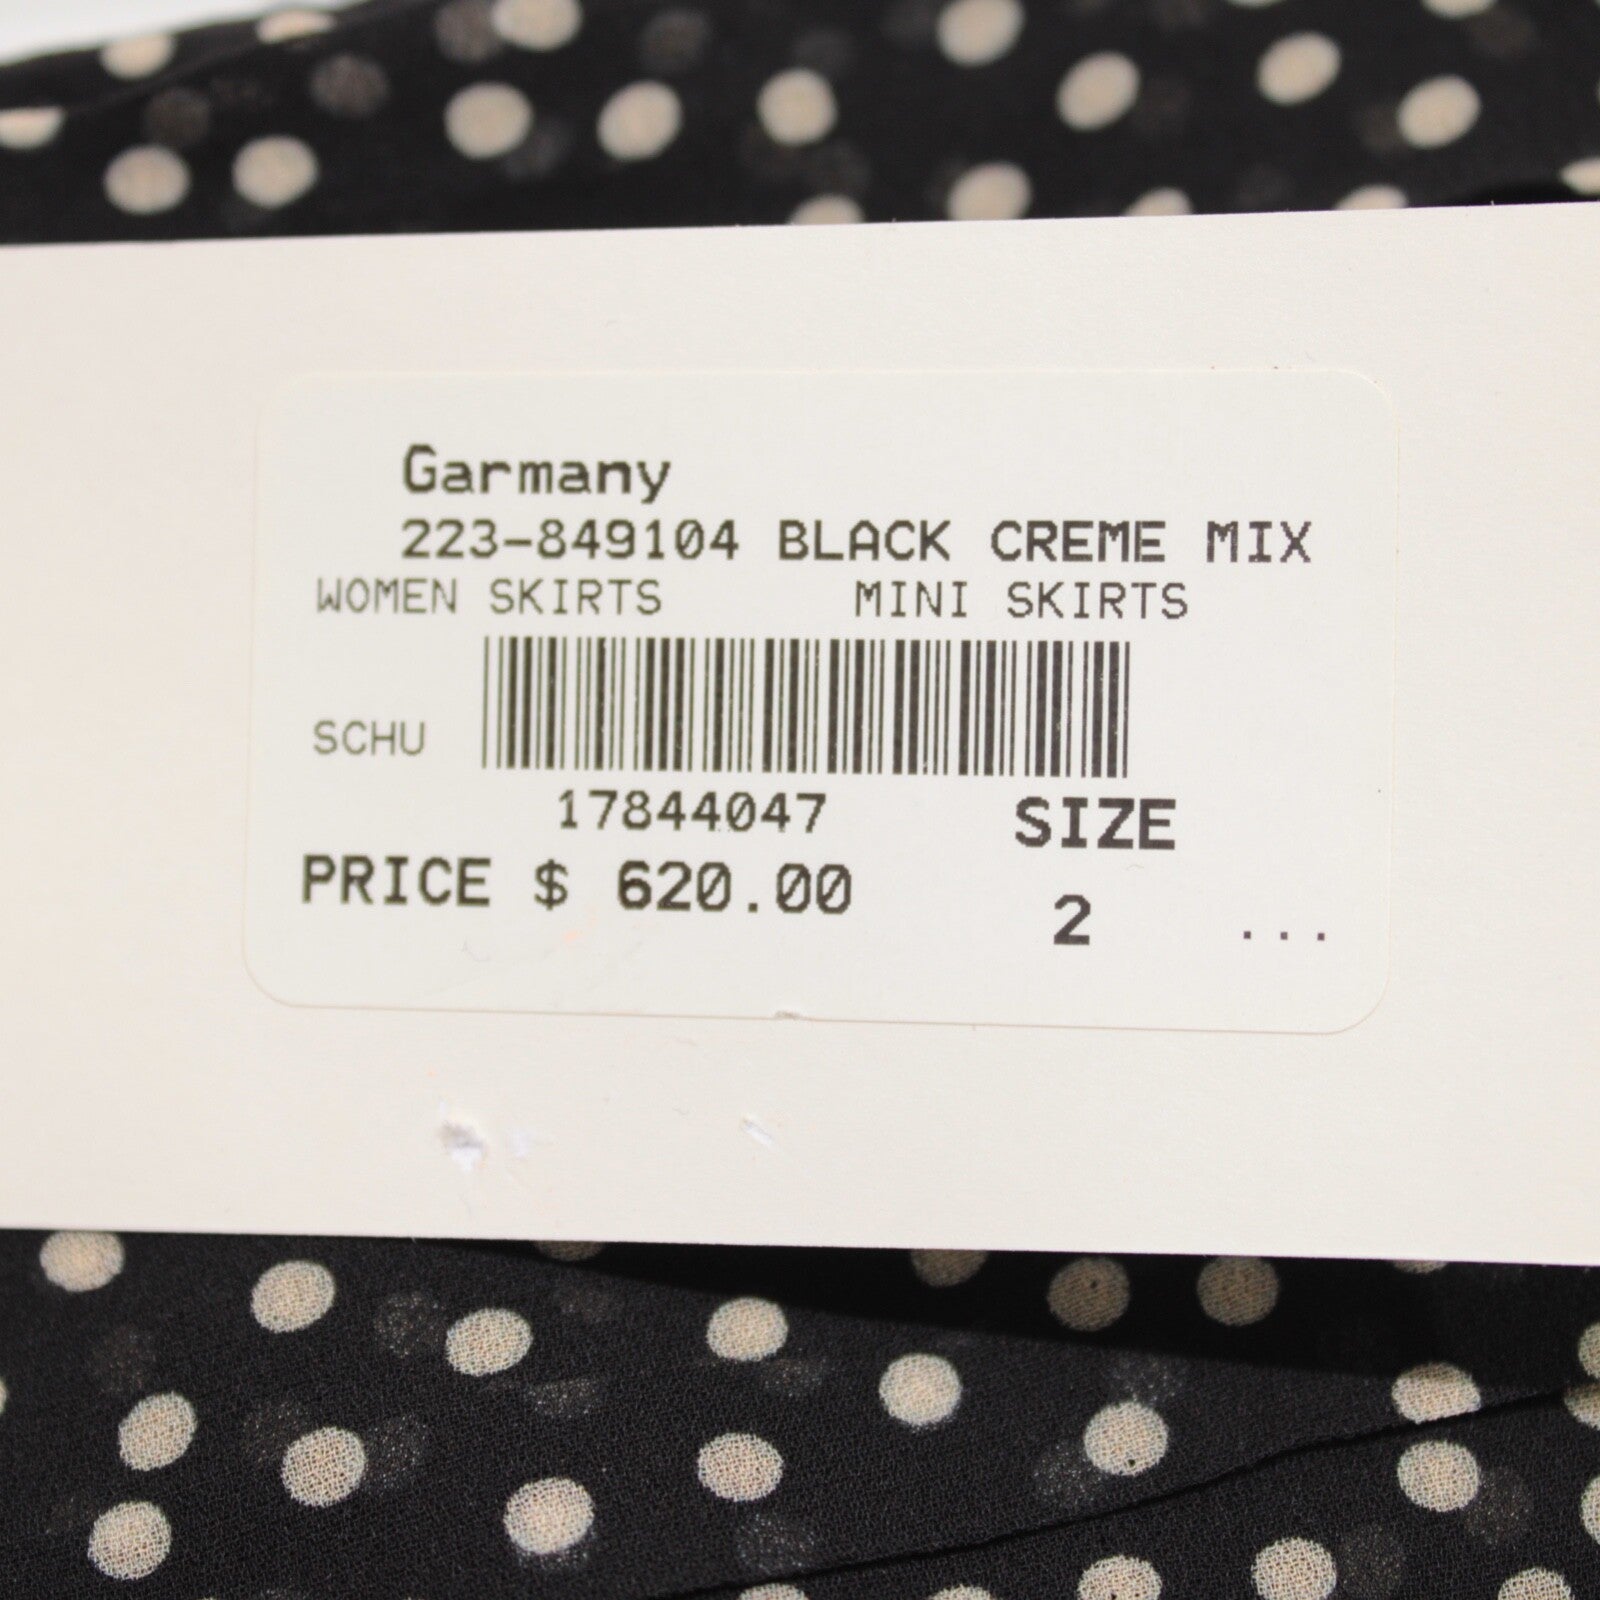 Garmany
223-849104 BLACK CREME MIX
WOMEN SKIRTS MINI SKIRTS
SCHU
17844047 SIZE
PRICE $ 620.00
2 ...